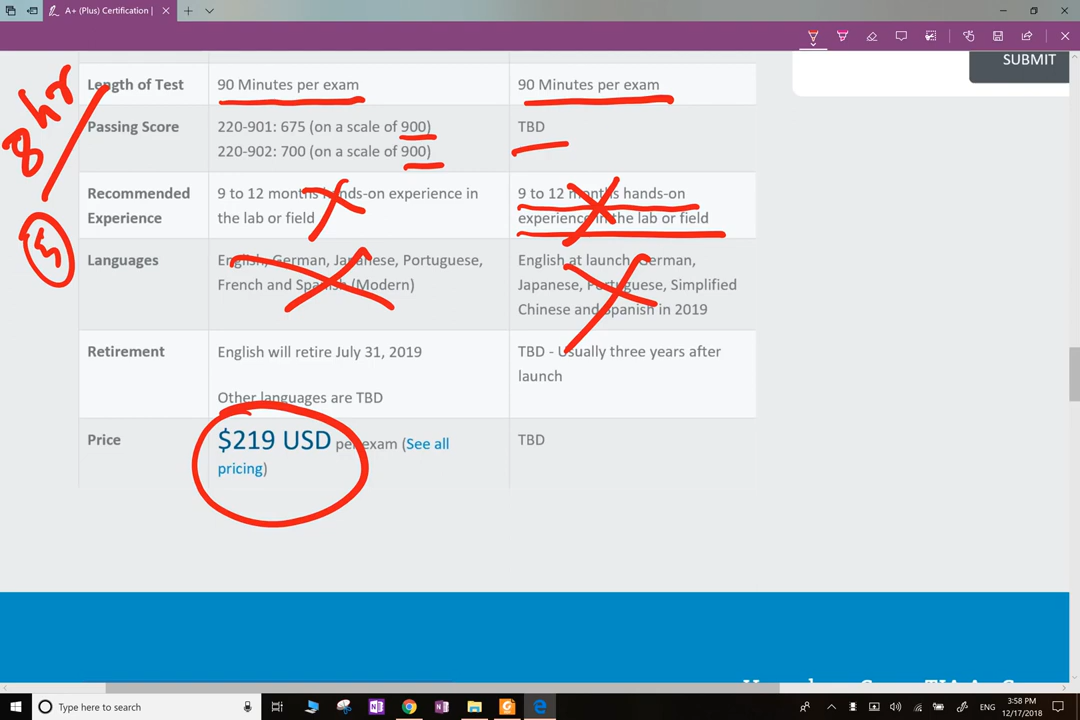 A+ (Plus) Certification |
SUBMIT
8 hr
5
Length of Test
90 Minutes per exam
90 Minutes per exam
Passing Score
220-901: 675 (on a scale of 900)
220-902: 700 (on a scale of 900)
TBD
Recommended
Experience
9 to 12 months hands-on experience in
the lab or field
9 to 12 months hands-on
experience in the lab or field
Languages
English, German, Japanese, Portuguese,
French and Spanish (Modern)
English at launch, German,
Japanese, Portuguese, Simplified
Chinese and Spanish in 2019
Retirement
English will retire July 31, 2019
Other languages are TBD
TBD - Usually three years after
launch
Price
$219 USD per exam (See all
pricing)
TBD
Type here to search
ENG
3:58 PM
12/17/2018